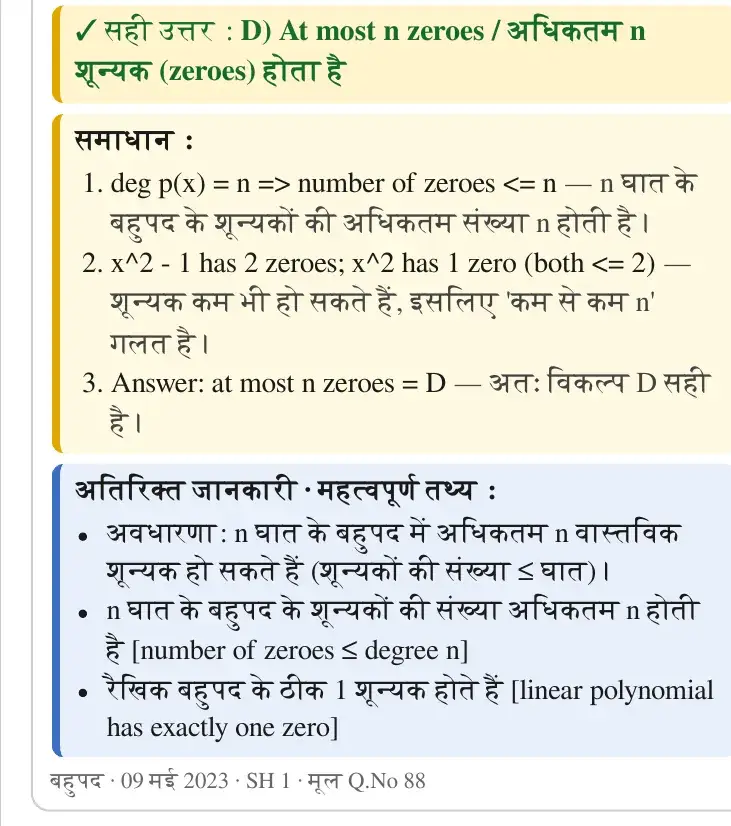 ✓ सही उत्तर : D) At most n zeroes / अधिकतम n
शून्यक (zeroes) होता है
समाधान :
1. deg p(x) = n => number of zeroes <= n — n घात के
बहुपद के शून्यकों की अधिकतम संख्या n होती है।
2. x^2 - 1 has 2 zeroes; x^2 has 1 zero (both <= 2) —
शून्यक कम भी हो सकते हैं, इसलिए 'कम से कम n'
गलत है।
3. Answer: at most n zeroes = D — अतः विकल्प D सही
है।
अतिरिक्त जानकारी · महत्वपूर्ण तथ्य :
• अवधारणा : n घात के बहुपद में अधिकतम n वास्तविक
शून्यक हो सकते हैं (शून्यकों की संख्या ≤ घात)।
• n घात के बहुपद के शून्यकों की संख्या अधिकतम n होती
है [number of zeroes ≤ degree n]
• रैखिक बहुपद के ठीक 1 शून्यक होते हैं [linear polynomial
has exactly one zero]
बहुपद · 09 मई 2023 · SH 1 · मूल Q.No 88